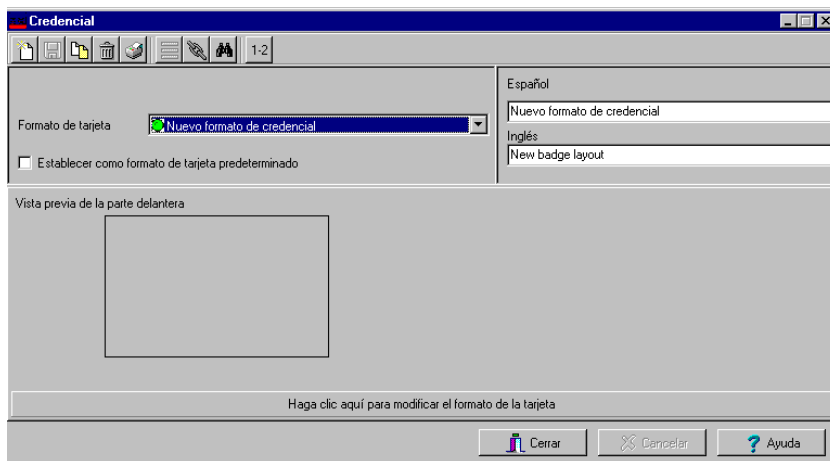 Credencial
1-2
Formato de tarjeta
Nuevo formato de credencial
Establecer como formato de tarjeta predeterminado
Español
Nuevo formato de credencial
Inglés
New badge layout
Vista previa de la parte delantera
Haga clic aquí para modificar el formato de la tarjeta
Cerrar
Cancelar
Ayuda